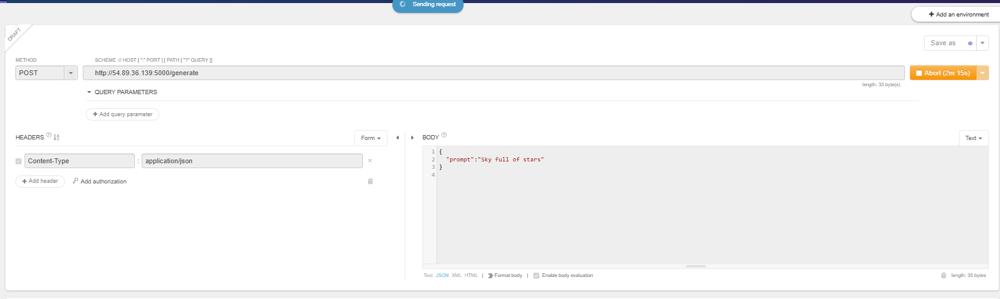 Sending request
+ Add an environment
DRAFT
Save as
METHOD
SCHEME :// HOST [ ":" PORT ] [ PATH [ "?" QUERY ]]
POST
http://54.89.36.139:5000/generate
Abort (2m 15s)
length: 33 byte(s)
QUERY PARAMETERS
+ Add query parameter
HEADERS ? A Z
Form
BODY ?
Text
Content-Type : application/json ×
+ Add header
Add authorization
1 {
2 "prompt":"Sky full of stars"
3 }
4
Text JSON XML HTML | Format body | Enable body evaluation
length: 35 bytes